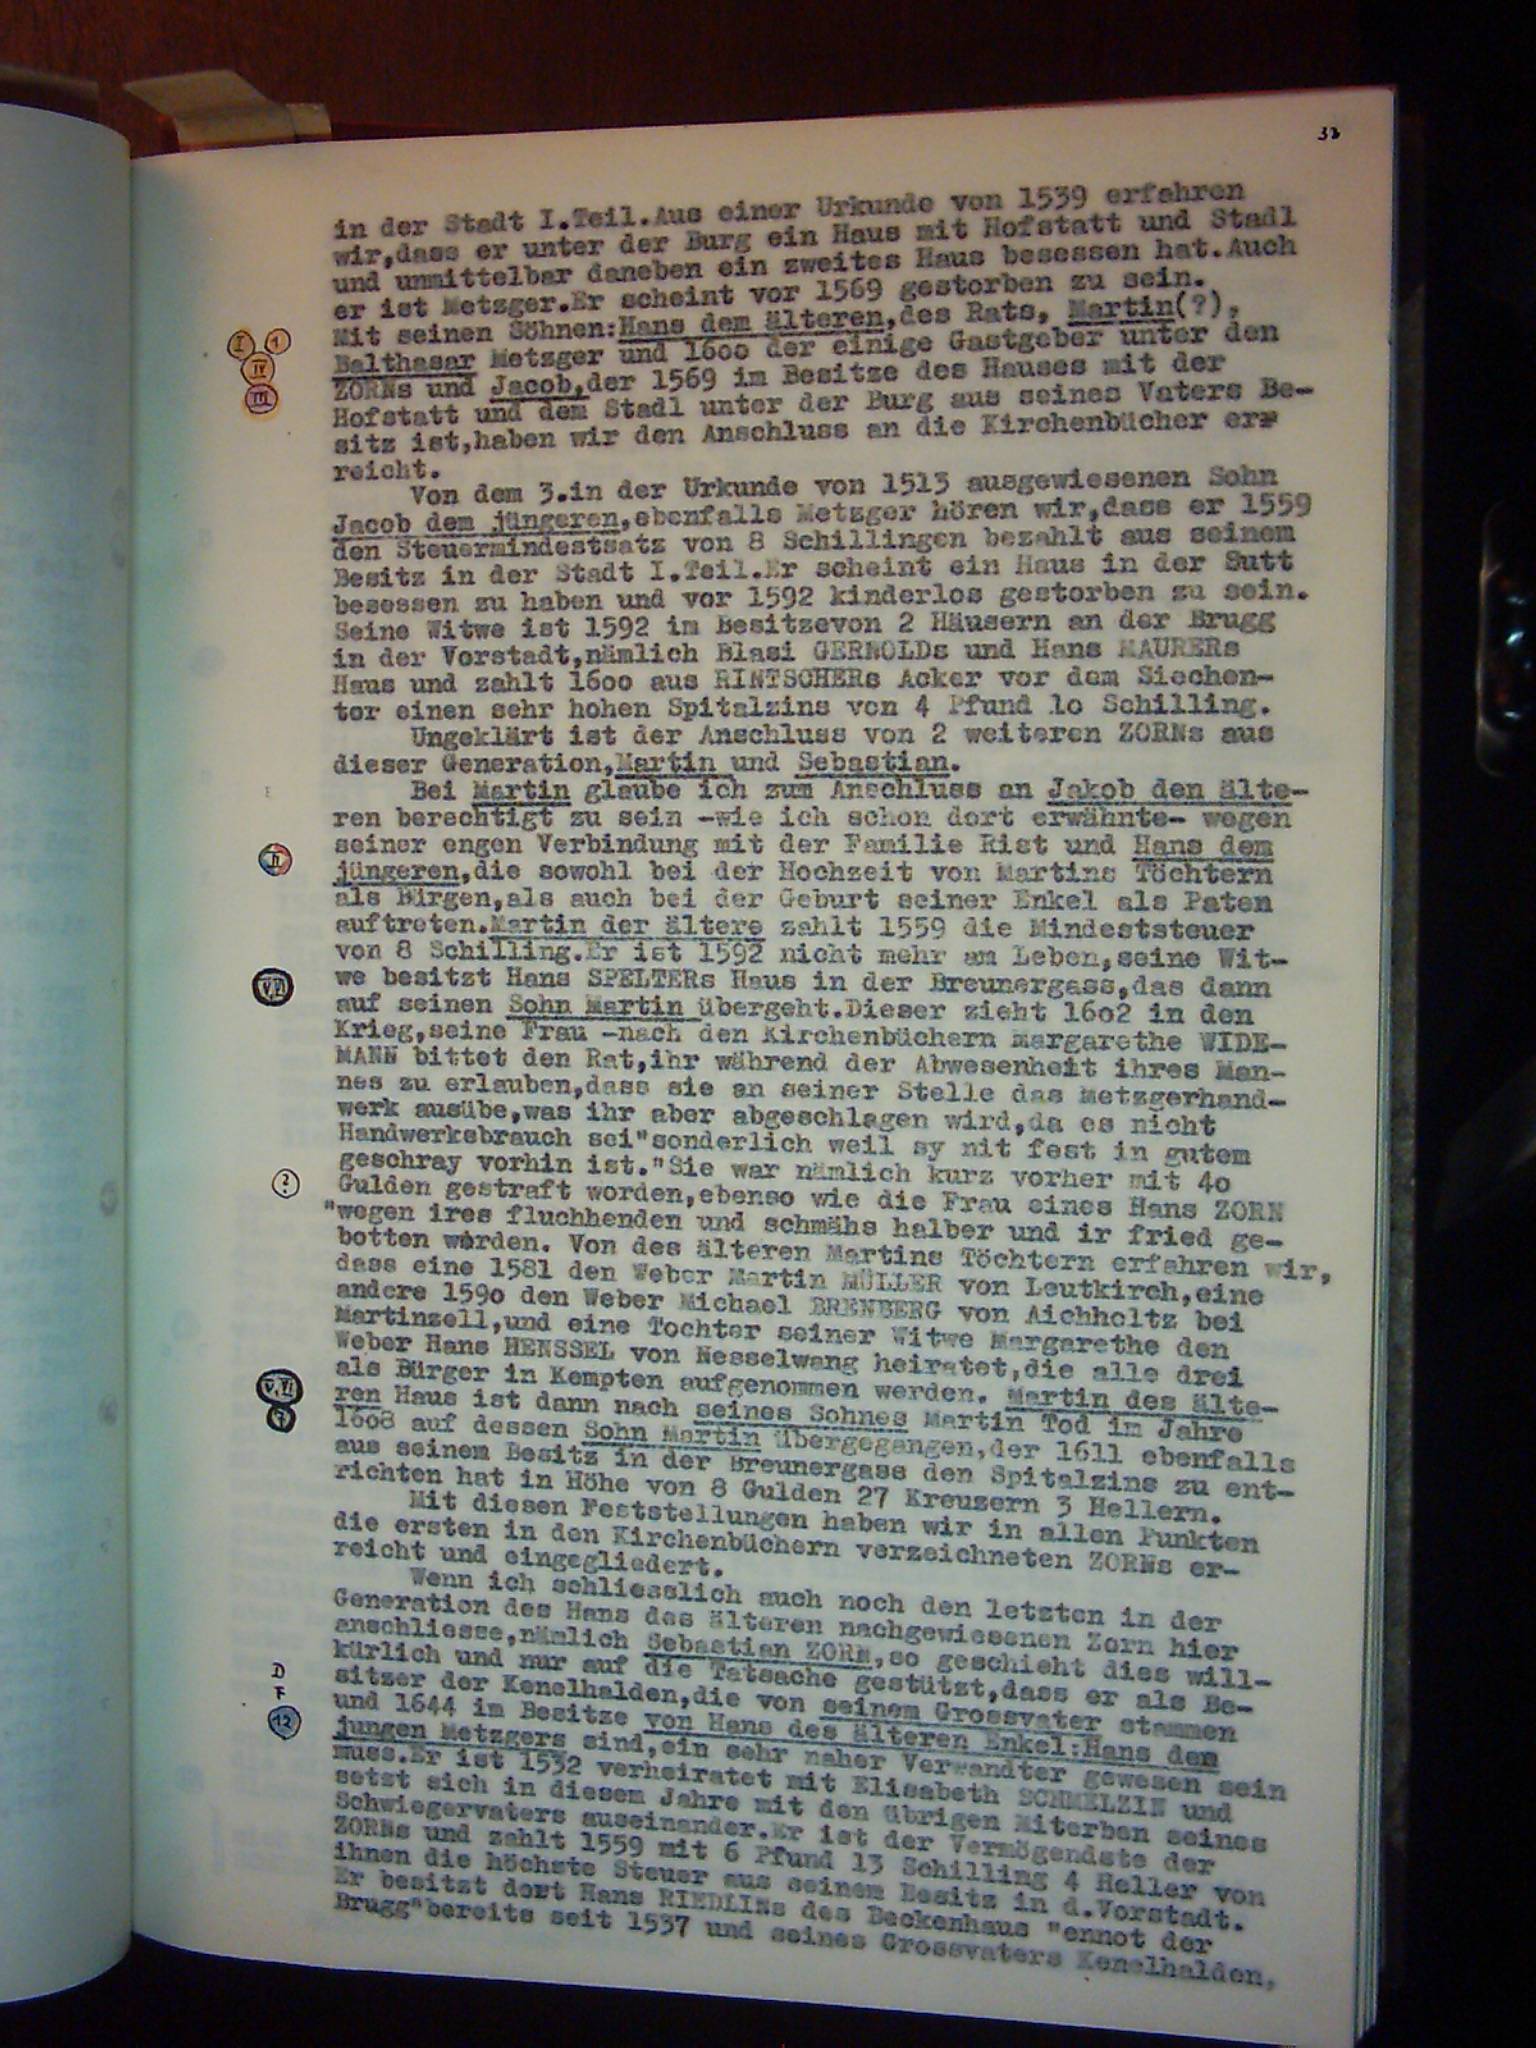 33
in der Stadt I.Teil.Aus einer Urkunde von 1539 erfahren
wir,dass er unter der Burg ein Haus mit Hofstatt und Stadl
und unmittelbar daneben ein zweites Haus besessen hat.Auch
er ist Metzger.Er scheint vor 1569 gestorben zu sein.
Mit seinen Söhnen:Hans dem älteren,des Rats, Martin(?),
I 1
Balthasar Metzger und 1600 der einige Gastgeber unter den
IV
ZORNs und Jacob,der 1569 im Besitze des Hauses mit der
III
Hofstatt und dem Stadl unter der Burg aus seines Vaters Be-
sitz ist,haben wir den Anschluss an die Kirchenbücher er-
reicht.
Von dem 3.in der Urkunde von 1513 ausgewiesenen Sohn
Jacob dem jüngeren,ebenfalls Metzger hören wir,dass er 1559
den Steuermindestsatz von 8 Schillingen bezahlt aus seinem
Besitz in der Stadt I.Teil.Er scheint ein Haus in der Sutt
besessen zu haben und vor 1592 kinderlos gestorben zu sein.
Seine Witwe ist 1592 im Besitzevon 2 Häusern an der Brugg
in der Vorstadt,nämlich Blasi GERWOLDs und Hans MAURERs
Haus und zahlt 1600 aus RINTSCHERs Acker vor dem Siechen-
tor einen sehr hohen Spitalzins von 4 Pfund 10 Schilling.
Ungeklärt ist der Anschluss von 2 weiteren ZORNs aus
dieser Generation,Martin und Sebastian.
Bei Martin glaube ich zum Anschluss an Jakob den älte-
ren berechtigt zu sein -wie ich schon dort erwähnte- wegen
seiner engen Verbindung mit der Familie Rist und Hans dem
h
jüngeren,die sowohl bei der Hochzeit von Martins Töchtern
als Bürgen,als auch bei der Geburt seiner Enkel als Paten
auftreten.Martin der ältere zahlt 1559 die Mindeststeuer
von 8 Schilling.Er ist 1592 nicht mehr am Leben,seine Wit-
we besitzt Hans SPELTERs Haus in der Breunergass,das dann
V,VI
auf seinen Sohn Martin übergeht.Dieser zieht 1602 in den
Krieg,seine Frau -nach den Kirchenbüchern Margarethe WIDE-
MANN bittet den Rat,ihr während der Abwesenheit ihres Man-
nes zu erlauben,dass sie an seiner Stelle das Metzgerhand-
werk ausübe,was ihr aber abgeschlagen wird,da es nicht
Handwerksbrauch sei"sonderlich weil sy nit fest in gutem
geschray vorhin ist."Sie war nämlich kurz vorher mit 40
?
Gulden gestraft worden,ebenso wie die Frau eines Hans ZORN
"wegen ires fluchhenden und schmähs halber und ir fried ge-
botten worden. Von des älteren Martins Töchtern erfahren wir,
dass eine 1581 den Weber Martin MÜLLER von Leutkirch,eine
andere 1590 den Weber Michael BRENBERG von Aichholtz bei
Martinzell,und eine Tochter seiner Witwe Margarethe den
Weber Hans HENSSEL von Nesselwang heiratet,die alle drei
als Bürger in Kempten aufgenommen werden. Martin des älte-
V,VI
ren Haus ist dann nach seines Sohnes Martin Tod im Jahre
1608 auf dessen Sohn Martin übergegangen,der 1611 ebenfalls
aus seinem Besitz in der Breunergass den Spitalzins zu ent-
richten hat in Höhe von 8 Gulden 27 Kreuzern 3 Hellern.
Mit diesen Feststellungen haben wir in allen Punkten
die ersten in den Kirchenbüchern verzeichneten ZORNs er-
reicht und eingegliedert.
Wenn ich schliesslich auch noch den letzten in der
Generation des Hans des älteren nachgewiesenen Zorn hier
anschliesse,nämlich Sebastian ZORN,so geschieht dies will-
kürlich und nur auf die Tatsache gestützt,dass er als Be-
D
sitzer der Kenelhalden,die von seinem Grossvater stammen
F
und 1644 im Besitze von Hans des älteren Enkel:Hans dem
12
jungen Metzgers sind,ein sehr naher Verwandter gewesen sein
muss.Er ist 1532 verheiratet mit Elisabeth SCHMELZIN und
setzt sich in diesem Jahre mit den übrigen Miterben seines
Schwiegervaters auseinander.Er ist der Vermögendste der
ZORNs und zahlt 1559 mit 6 Pfund 13 Schilling 4 Heller von
ihnen die höchste Steuer aus seinem Besitz in d.Vorstadt.
Er besitzt dort Hans RIEDLINs des Beckenhaus "ennot der
Brugg"bereits seit 1537 und seines Grossvaters Kenelhalden,